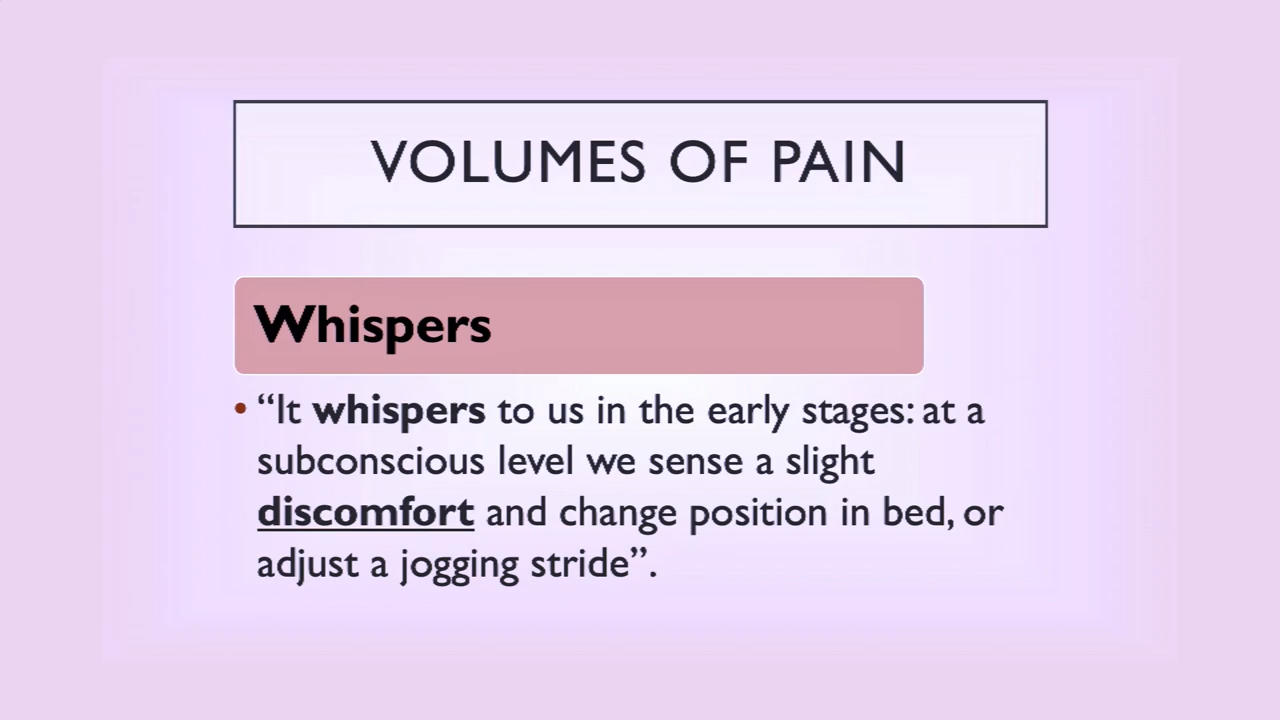 VOLUMES OF PAIN
Whispers
• “It whispers to us in the early stages: at a
subconscious level we sense a slight
discomfort and change position in bed, or
adjust a jogging stride”.